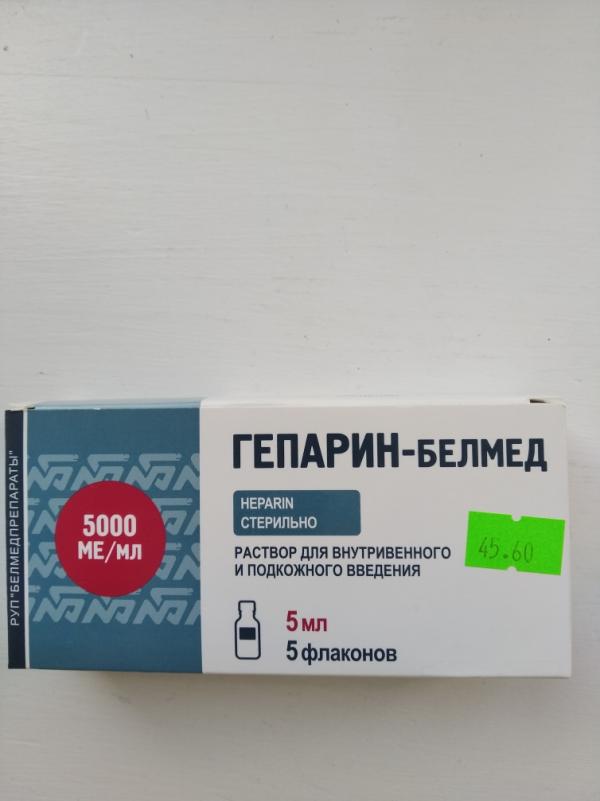 РУП "БЕЛМЕДПРЕПАРАТЫ"
5000
МЕ/мл
ГЕПАРИН-БЕЛМЕД
HEPARIN
СТЕРИЛЬНО
РАСТВОР ДЛЯ ВНУТРИВЕННОГО
И ПОДКОЖНОГО ВВЕДЕНИЯ
45.60
5 мл
5 флаконов